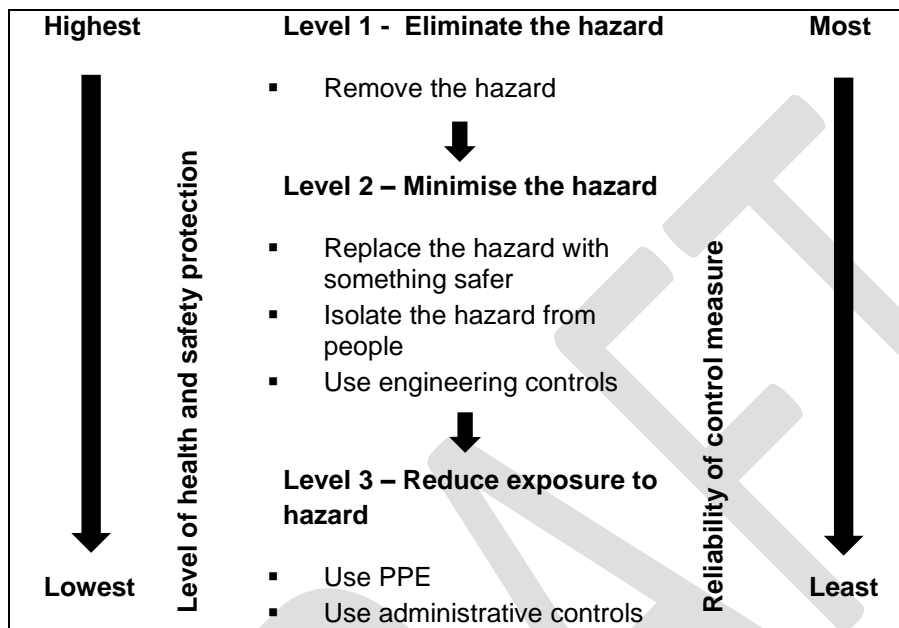 Highest
Level 1 -  Eliminate the hazard
Most
▪ Remove the hazard
Level 2 – Minimise the hazard
▪ Replace the hazard with
something safer
▪ Isolate the hazard from
people
▪ Use engineering controls
Level 3 – Reduce exposure to
hazard
▪ Use PPE
▪ Use administrative controls
Level of health and safety protection
Reliability of control measure
Lowest
Least